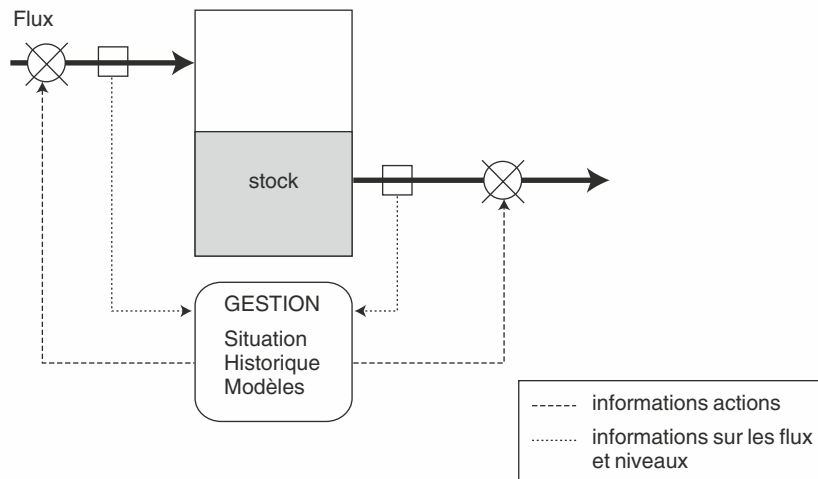 Flux
stock
GESTION
Situation
Historique
Modèles
informations actions
informations sur les flux
et niveaux